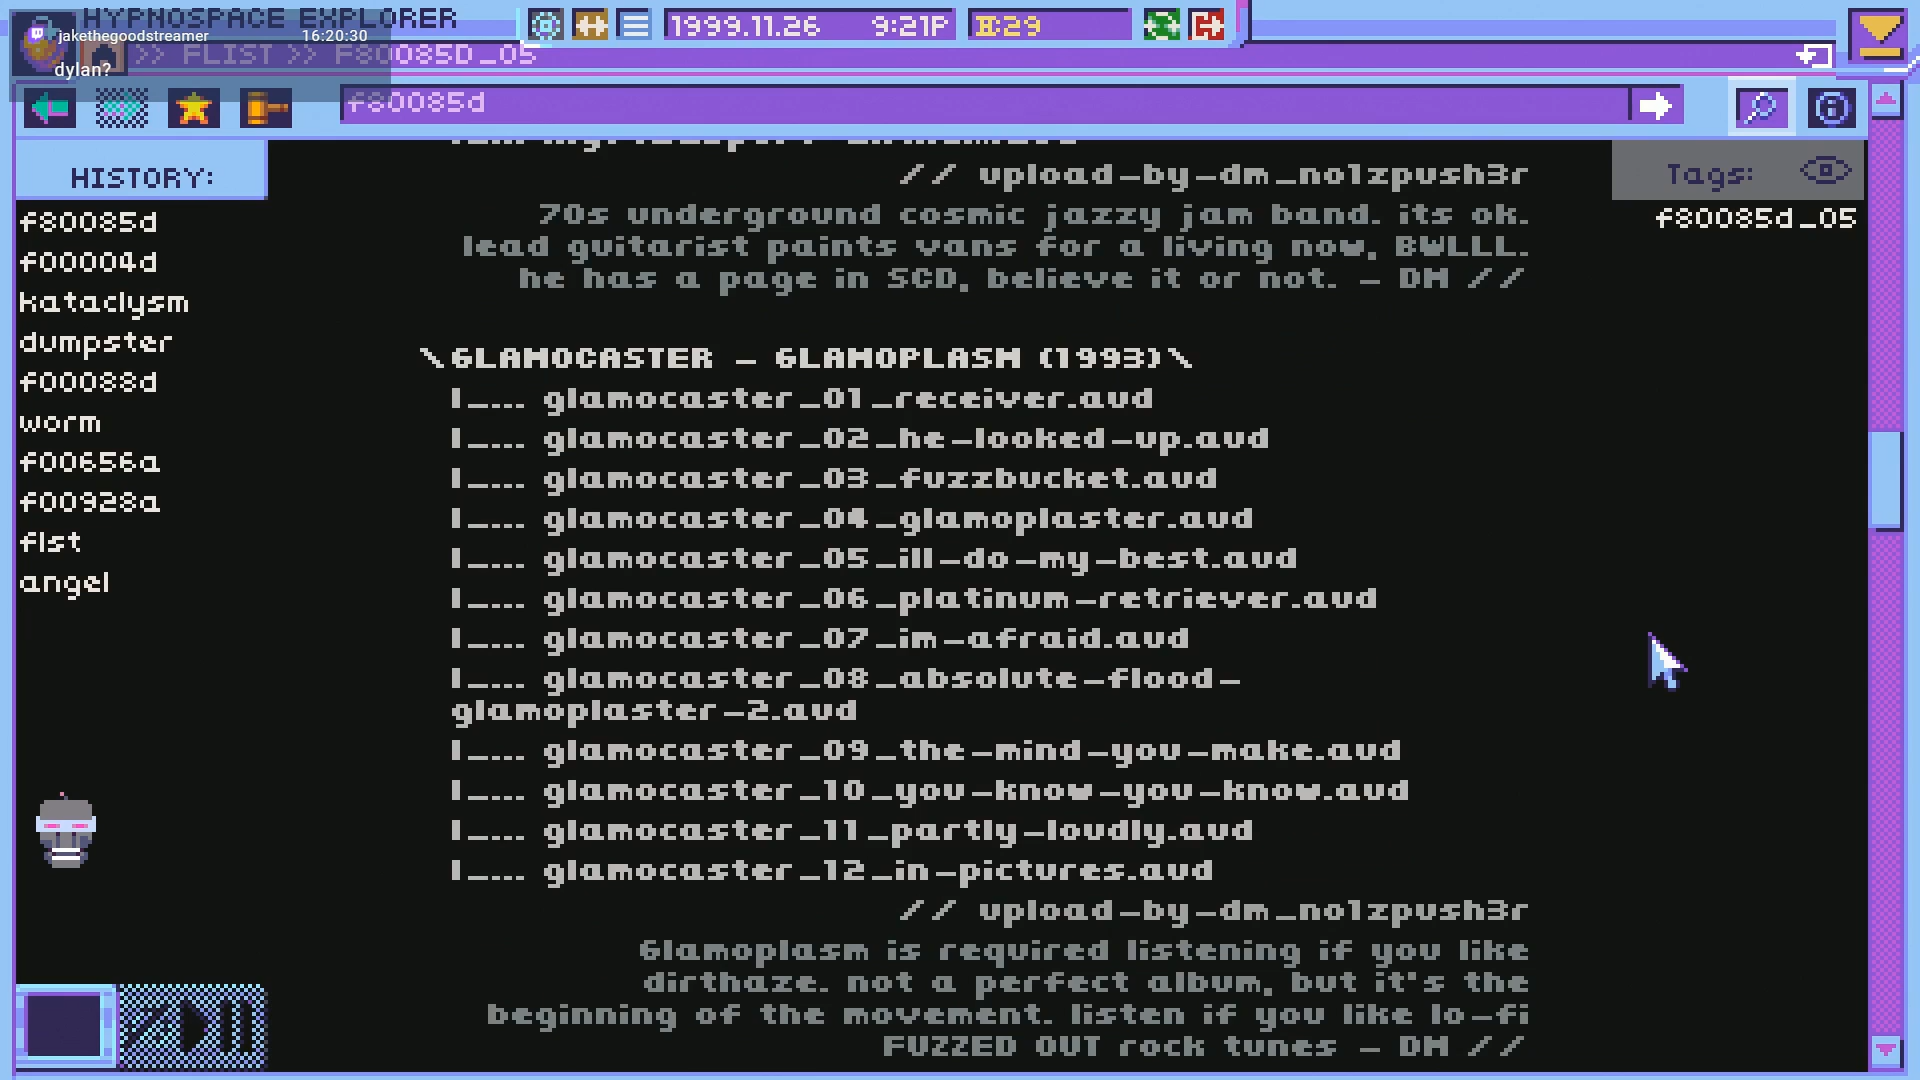 HYPNOSPACE EXPLORER
jakethegoodstreamer 16:20:30
dylan?
1999.11.26 9:21P
29
>> FLIST >> F80085D_05
f80085d
HISTORY:
f80085d
f00004d
kataclysm
dumpster
f00088d
worm
f00656a
f00928a
flst
angel
Tags:
f80085d_05
// upload-by-dm_no1zpush3r
70s underground cosmic jazzy jam band. its ok.
lead guitarist paints vans for a living now, BWLLL.
he has a page in SCD, believe it or not. - DM //
\GLAMOCASTER - GLAMOPLASM (1993)\
|_... glamocaster_01_receiver.aud
|_... glamocaster_02_he-looked-up.aud
|_... glamocaster_03_fuzzbucket.aud
|_... glamocaster_04_glamoplaster.aud
|_... glamocaster_05_ill-do-my-best.aud
|_... glamocaster_06_platinum-retriever.aud
|_... glamocaster_07_im-afraid.aud
|_... glamocaster_08_absolute-flood-
glamoplaster-2.aud
|_... glamocaster_09_the-mind-you-make.aud
|_... glamocaster_10_you-know-you-know.aud
|_... glamocaster_11_partly-loudly.aud
|_... glamocaster_12_in-pictures.aud
// upload-by-dm_no1zpush3r
Glamoplasm is required listening if you like
dirthaze. not a perfect album, but it's the
beginning of the movement. listen if you like lo-fi
FUZZED OUT rock tunes - DM //